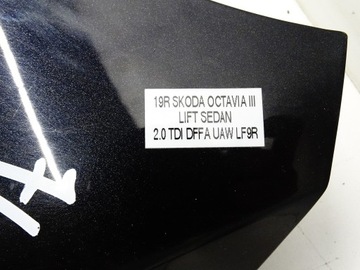 19R SKODA OCTAVIA III
LIFT SEDAN
2.0 TDI DFFA UAW LF9R